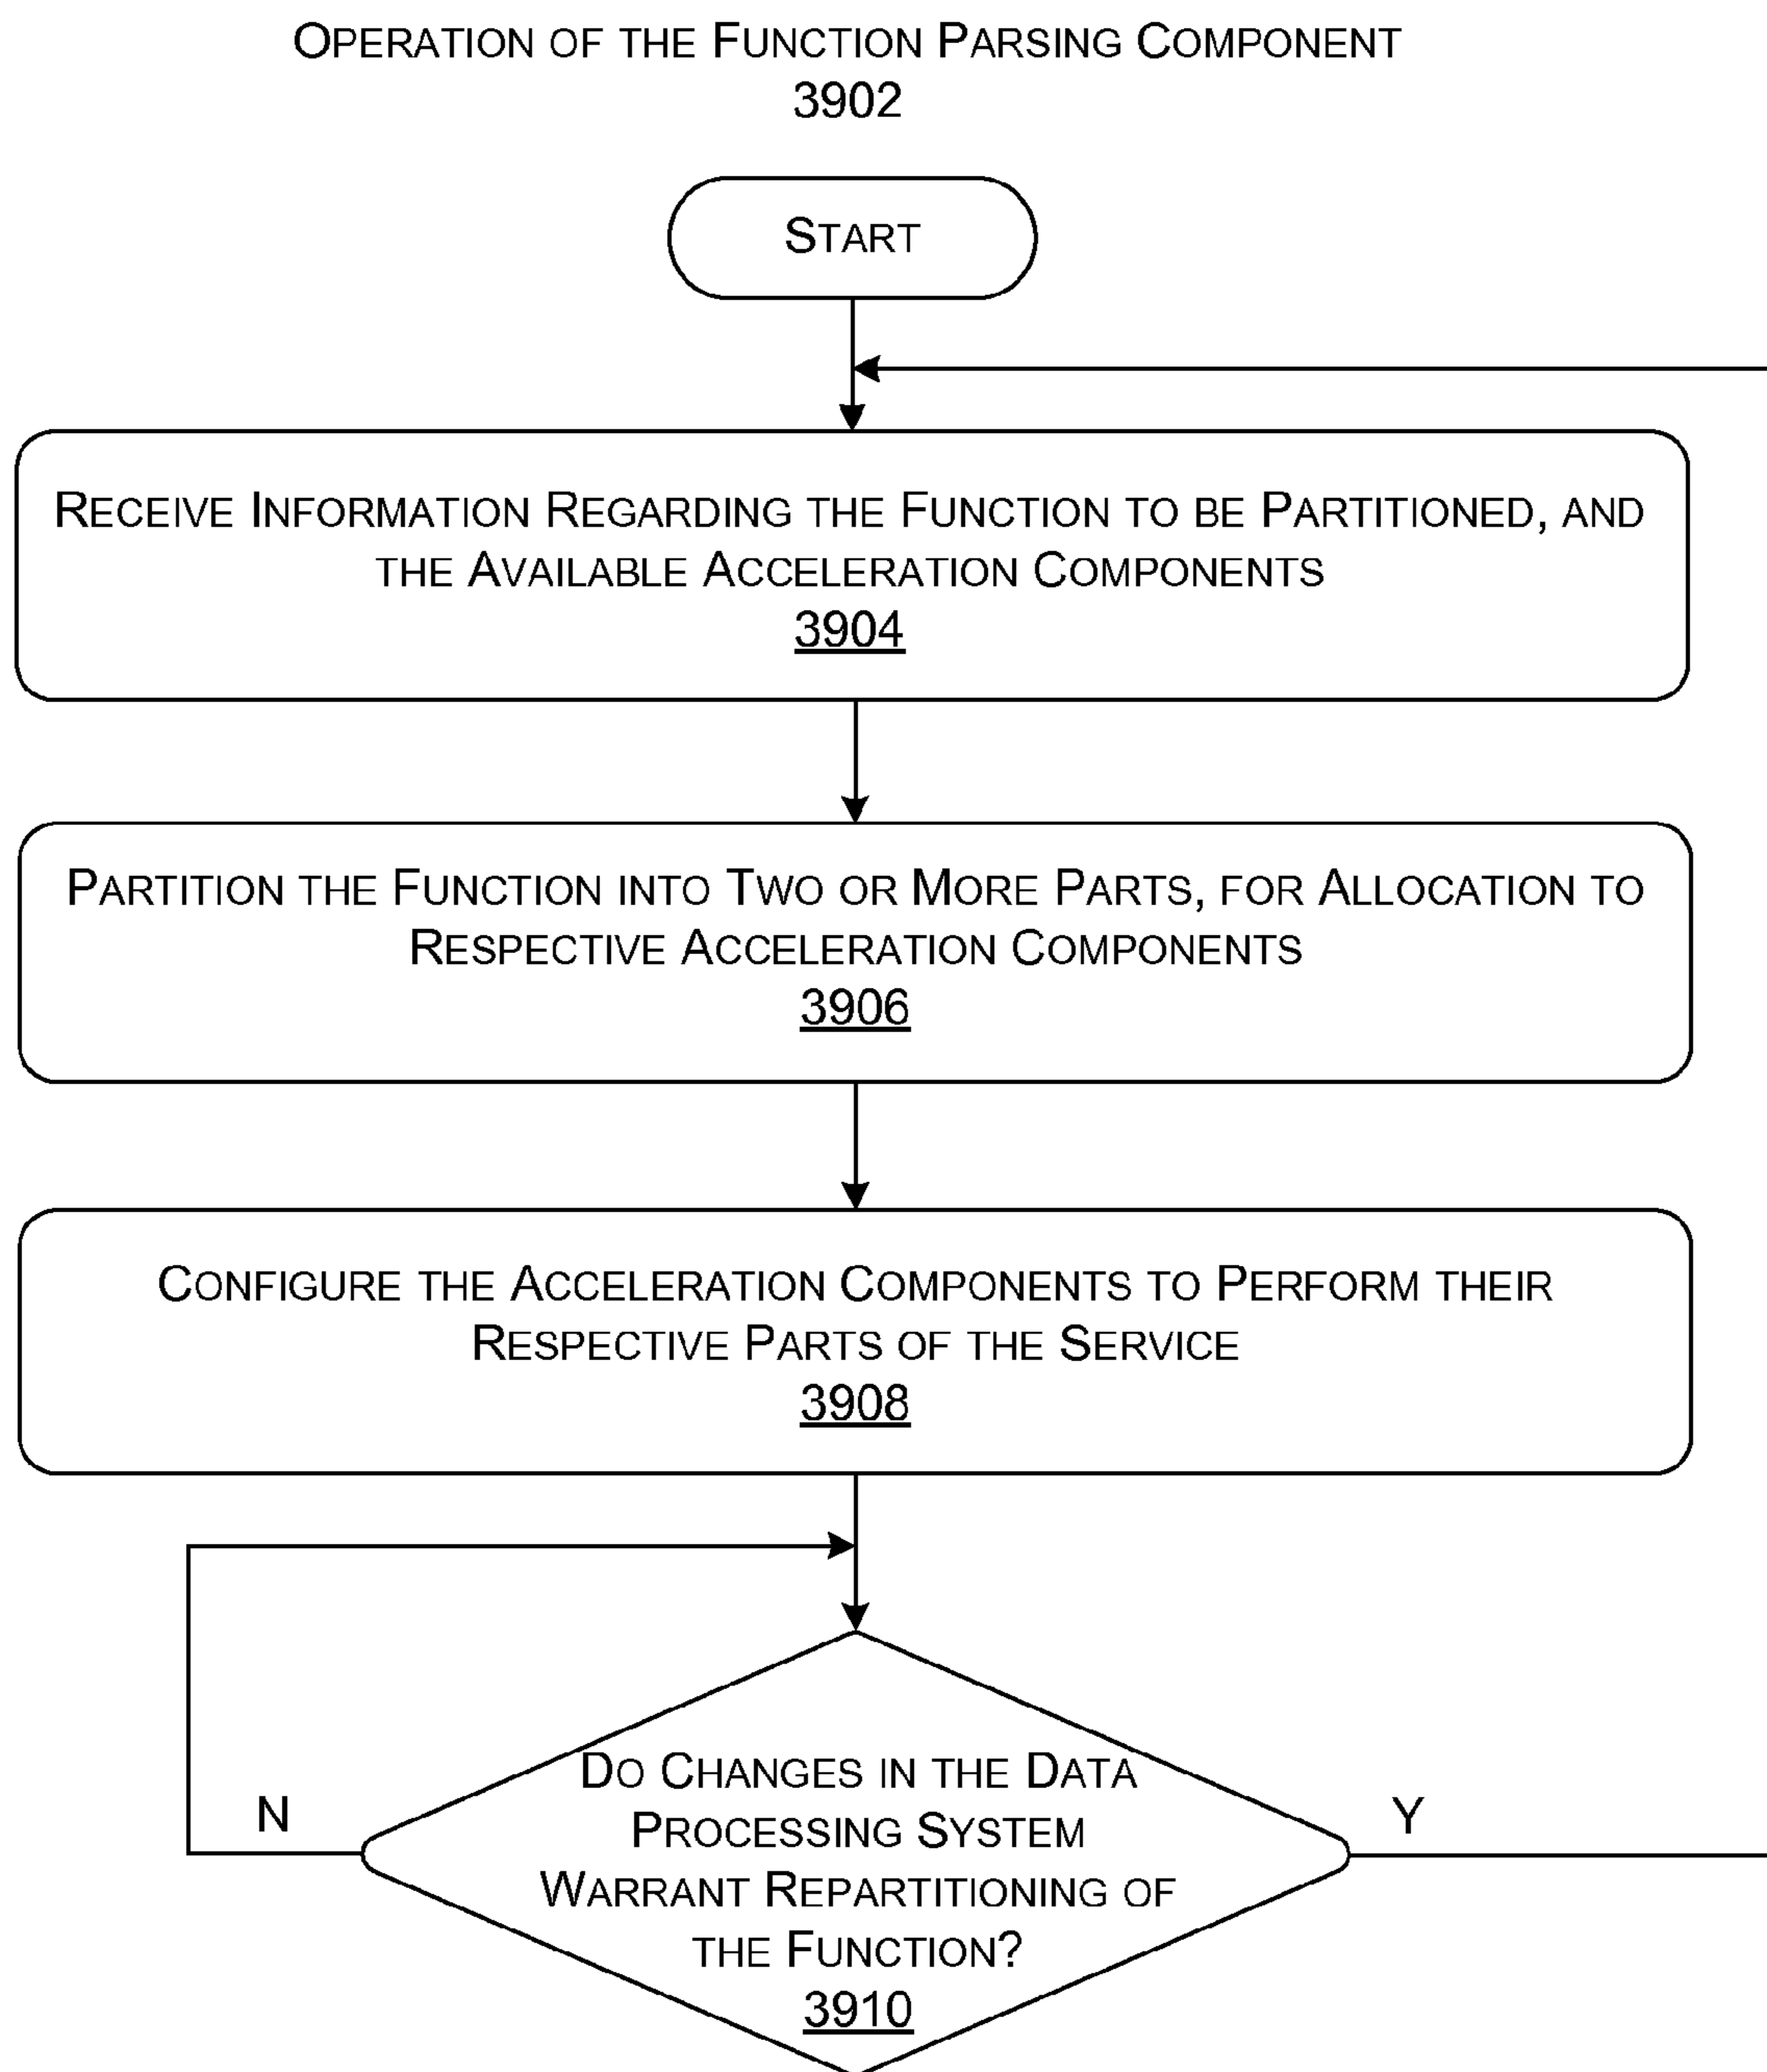 OPERATION OF THE FUNCTION PARSING COMPONENT
3902
START
RECEIVE INFORMATION REGARDING THE FUNCTION TO BE PARTITIONED, AND
THE AVAILABLE ACCELERATION COMPONENTS
3904
PARTITION THE FUNCTION INTO TWO OR MORE PARTS, FOR ALLOCATION TO
RESPECTIVE ACCELERATION COMPONENTS
3906
CONFIGURE THE ACCELERATION COMPONENTS TO PERFORM THEIR
RESPECTIVE PARTS OF THE SERVICE
3908
N
DO CHANGES IN THE DATA
PROCESSING SYSTEM
WARRANT REPARTITIONING OF
THE FUNCTION?
3910
Y